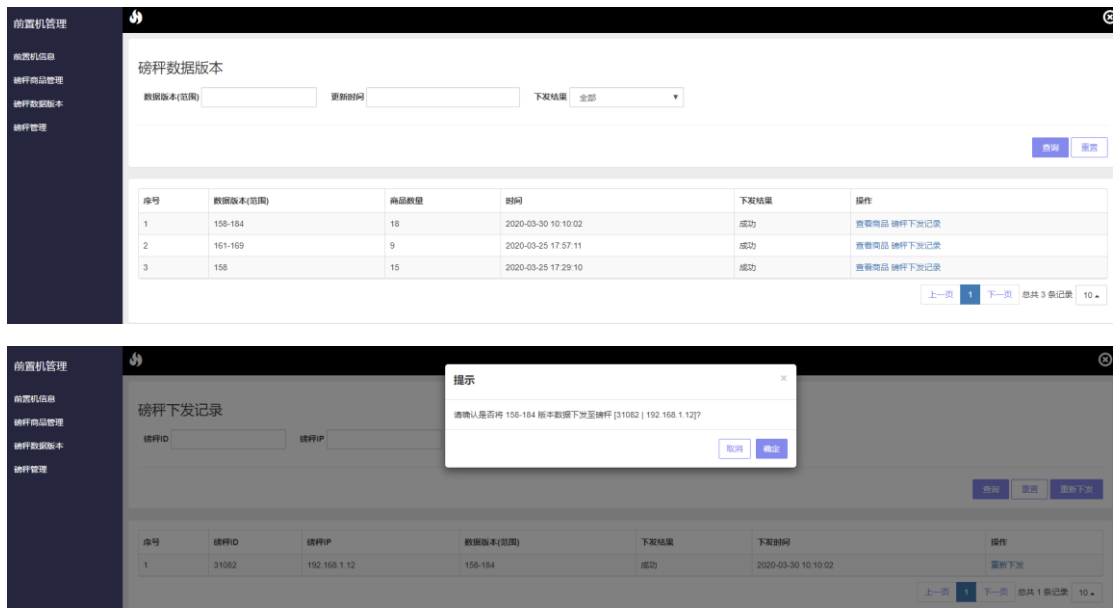 前置机管理
前置机信息
磅秤商品管理
磅秤数据版本
磅秤管理
磅秤数据版本
数据版本(范围) 更新时间 下发结果 全部
查询 重置
序号 数据版本(范围) 商品数量 时间 下发结果 操作
1 158-184 18 2020-03-30 10:10:02 成功 查看商品 磅秤下发记录
2 161-169 9 2020-03-25 17:57:11 成功 查看商品 磅秤下发记录
3 158 15 2020-03-25 17:29:10 成功 查看商品 磅秤下发记录
上一页 1 下一页 总共 3 条记录 10
前置机管理
前置机信息
磅秤商品管理
磅秤数据版本
磅秤管理
提示 ×
请确认是否将 158-184 版本数据下发至磅秤 [31082 | 192.168.1.12]?
取消 确定
磅秤下发记录
磅秤ID 磅秤IP
查询 重置 重新下发
序号 磅秤ID 磅秤IP 数据版本(范围) 下发结果 下发时间 操作
1 31082 192.168.1.12 158-184 成功 2020-03-30 10:10:02 重新下发
上一页 1 下一页 总共 1 条记录 10